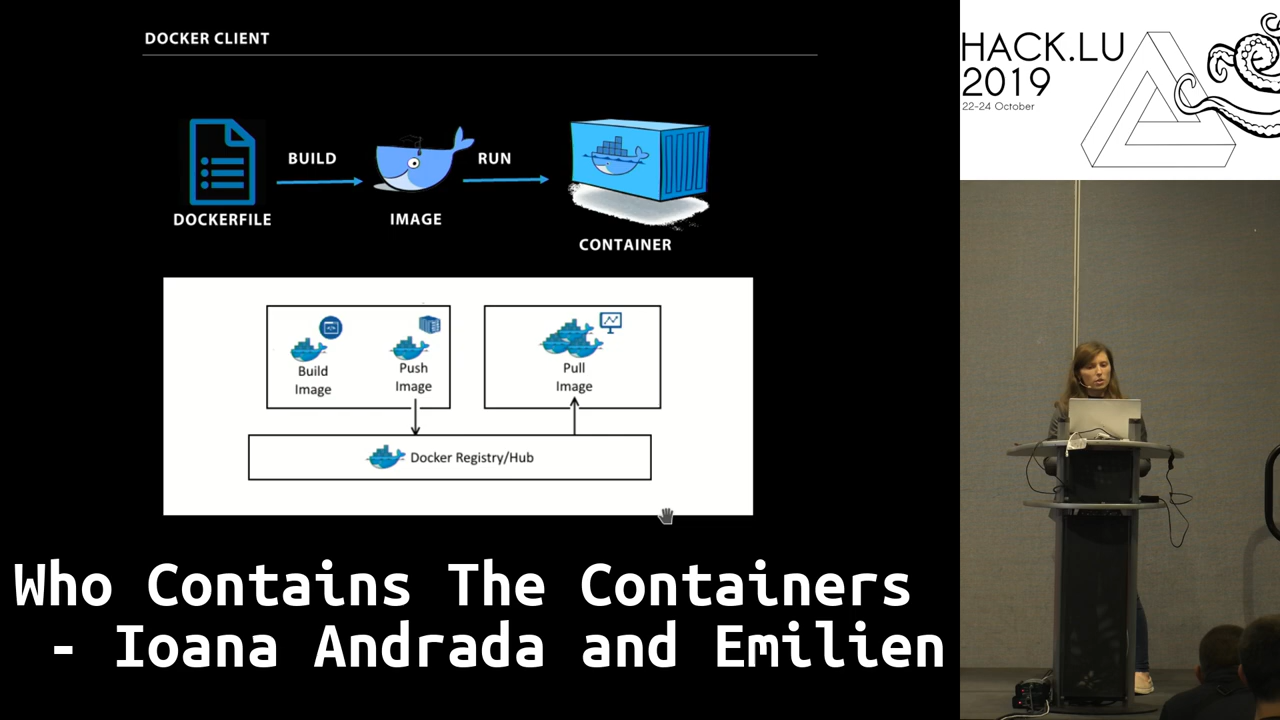 DOCKER CLIENT
BUILD
RUN
DOCKERFILE
IMAGE
CONTAINER
Build
Image
Push
Image
Pull
Image
Docker Registry/Hub
Who Contains The Containers
- Ioana Andrada and Emilien
HACK.LU
2019
22-24 October